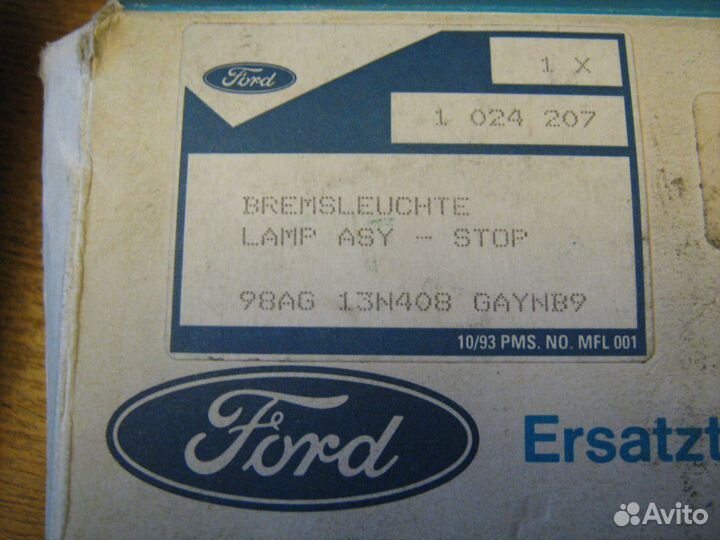 Ford
1 X
1 024 207
BREMSLEUCHTE
LAMP ASY - STOP
98AG 13N408 GAYNB9
10/93 PMS. NO. MFL 001
Ford
Ersatzt
Avito